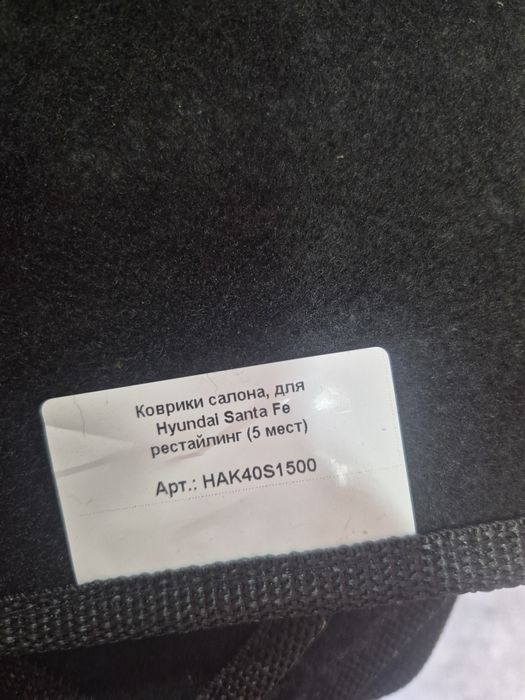 Коврики салона, для
Hyundai Santa Fe
рестайлинг (5 мест)
Арт.: HAK40S1500